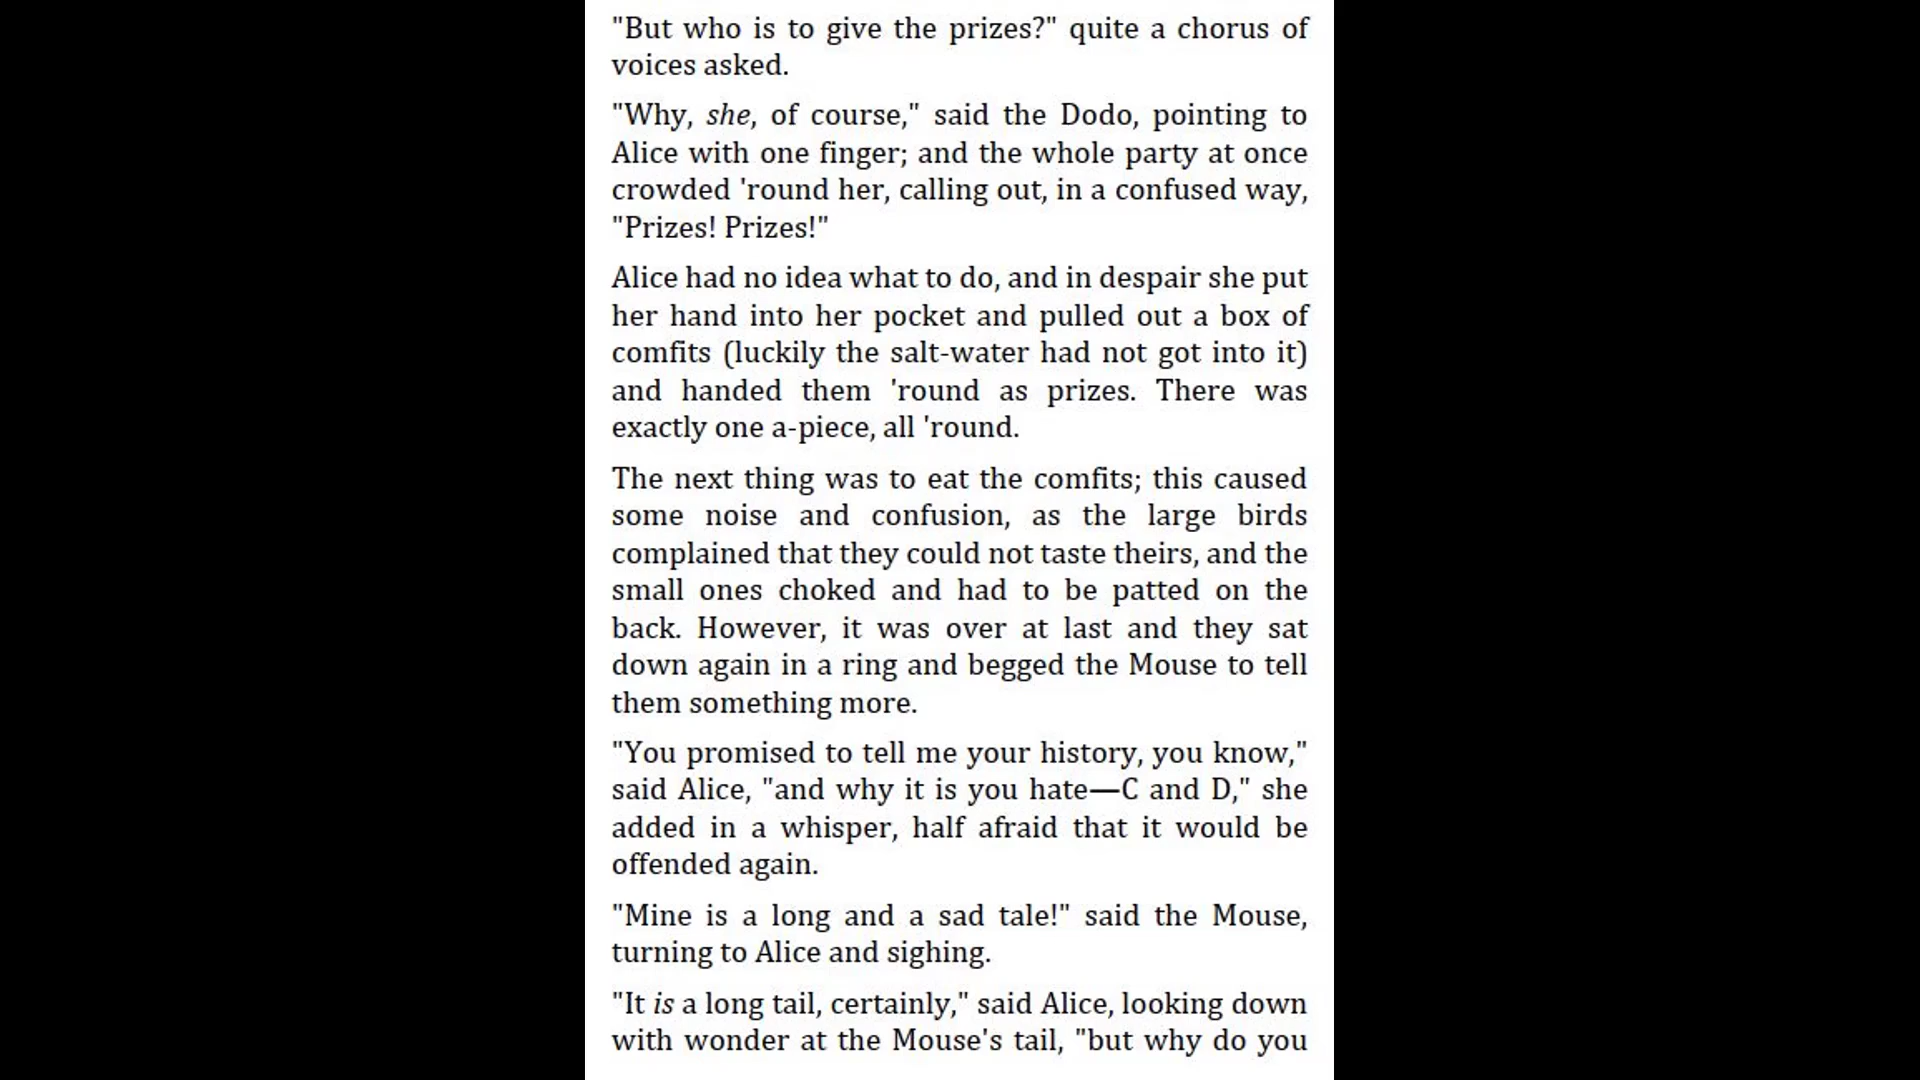 "But who is to give the prizes?" quite a chorus of
voices asked.
"Why, she, of course," said the Dodo, pointing to
Alice with one finger; and the whole party at once
crowded 'round her, calling out, in a confused way,
"Prizes! Prizes!"
Alice had no idea what to do, and in despair she put
her hand into her pocket and pulled out a box of
comfits (luckily the salt-water had not got into it)
and handed them 'round as prizes. There was
exactly one a-piece, all 'round.
The next thing was to eat the comfits; this caused
some noise and confusion, as the large birds
complained that they could not taste theirs, and the
small ones choked and had to be patted on the
back. However, it was over at last and they sat
down again in a ring and begged the Mouse to tell
them something more.
"You promised to tell me your history, you know,"
said Alice, "and why it is you hate—C and D," she
added in a whisper, half afraid that it would be
offended again.
"Mine is a long and a sad tale!" said the Mouse,
turning to Alice and sighing.
"It is a long tail, certainly," said Alice, looking down
with wonder at the Mouse's tail, "but why do you